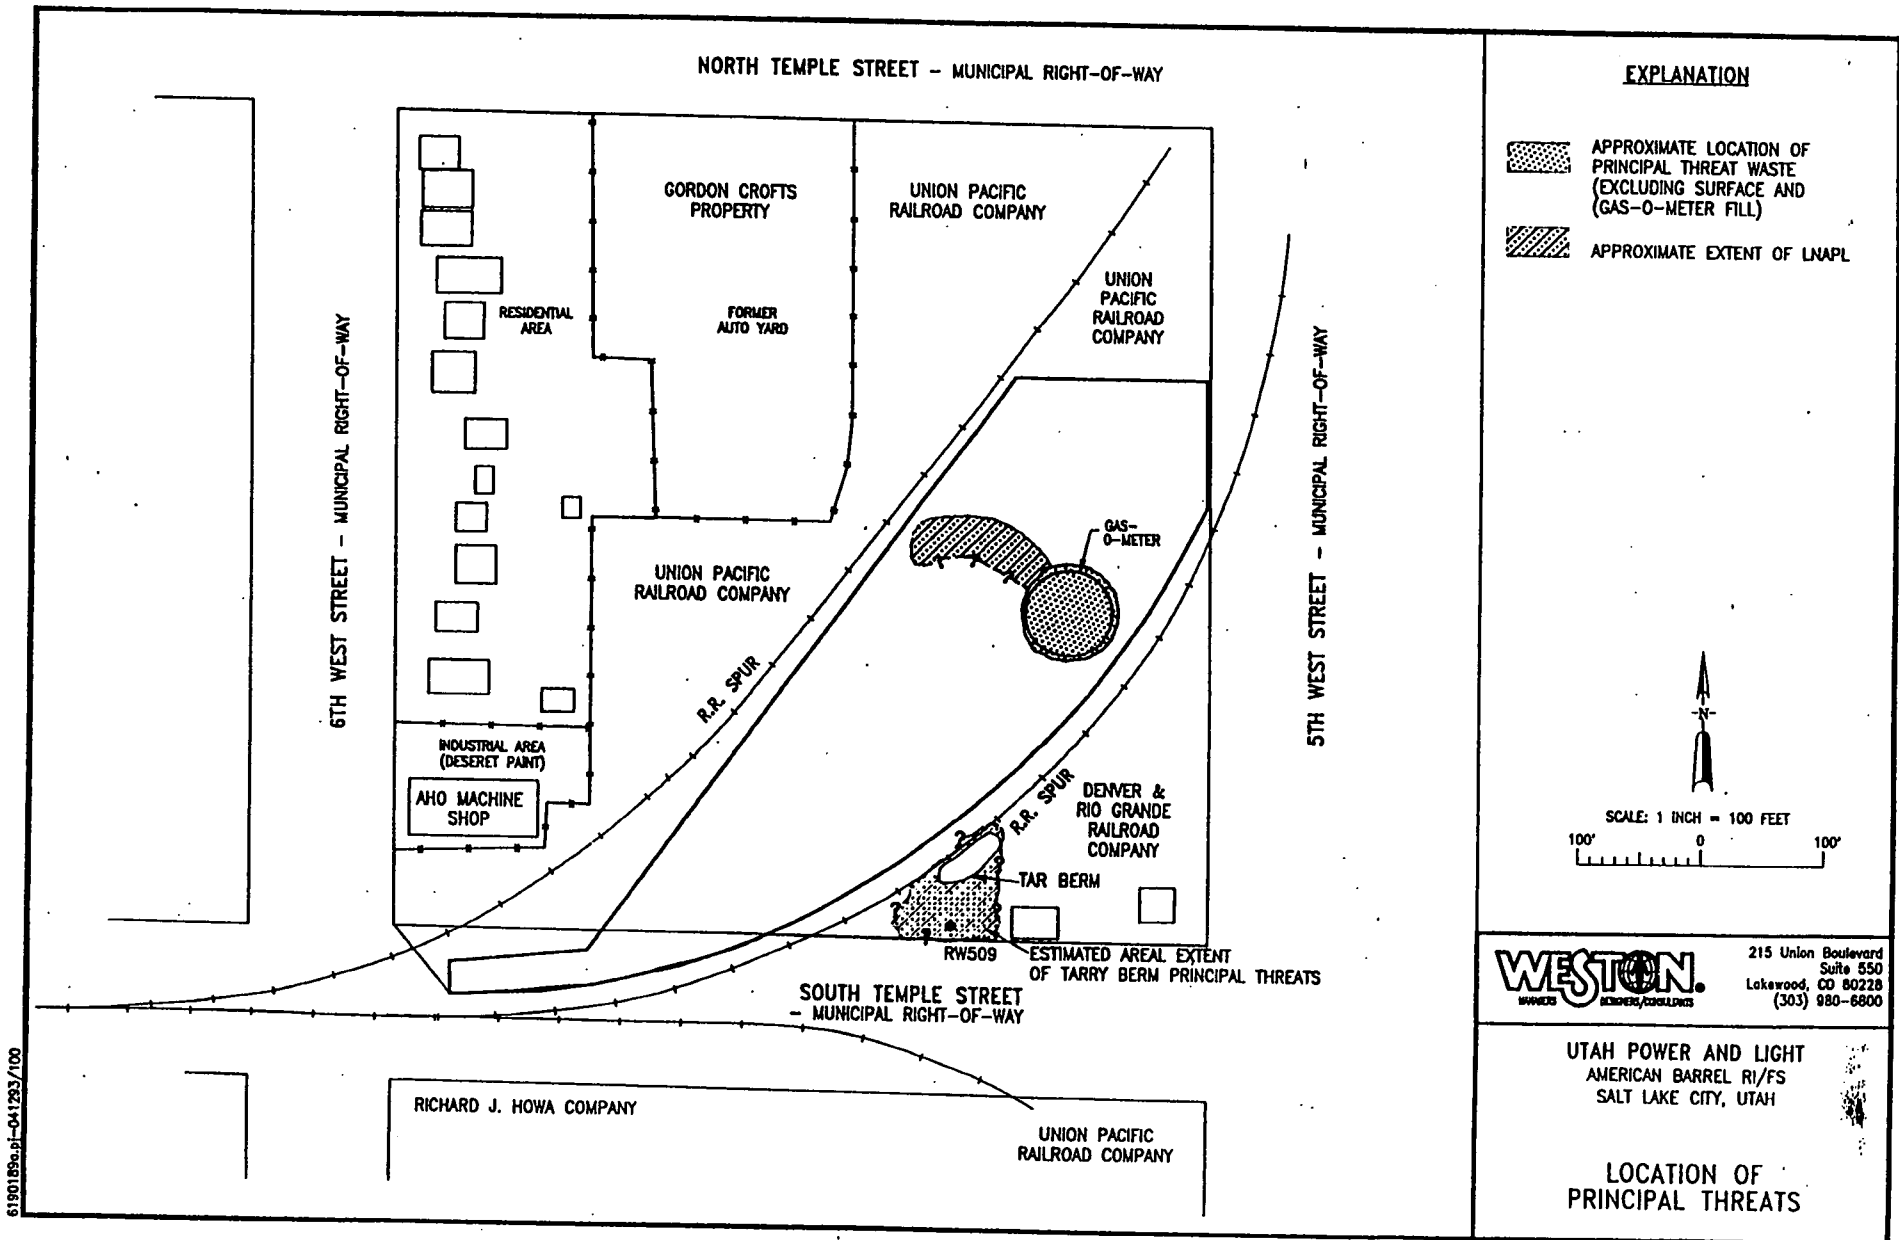 NORTH TEMPLE STREET - MUNICIPAL RIGHT-OF-WAY
GORDON CROFTS
PROPERTY
UNION PACIFIC
RAILROAD COMPANY
UNION
PACIFIC
RAILROAD
COMPANY
RESIDENTIAL
AREA
FORMER
AUTO YARD
6TH WEST STREET - MUNICIPAL RIGHT-OF-WAY
5TH WEST STREET - MUNICIPAL RIGHT-OF-WAY
GAS-
O-METER
UNION PACIFIC
RAILROAD COMPANY
R.R. SPUR
INDUSTRIAL AREA
(DESERET PAINT)
AHO MACHINE
SHOP
R.R. SPUR
DENVER &
RIO GRANDE
RAILROAD
COMPANY
TAR BERM
RW509
ESTIMATED AREAL EXTENT
OF TARRY BERM PRINCIPAL THREATS
SOUTH TEMPLE STREET
- MUNICIPAL RIGHT-OF-WAY
RICHARD J. HOWA COMPANY
UNION PACIFIC
RAILROAD COMPANY
6190189a.pl-041293/100
EXPLANATION
APPROXIMATE LOCATION OF
PRINCIPAL THREAT WASTE
(EXCLUDING SURFACE AND
(GAS-O-METER FILL)
APPROXIMATE EXTENT OF LNAPL
N
SCALE: 1 INCH = 100 FEET
100' 0 100'
WESTON.
MANAGERS DESIGNERS/CONSULTANTS
215 Union Boulevard
Suite 550
Lakewood, CO 80228
(303) 980-6800
UTAH POWER AND LIGHT
AMERICAN BARREL RI/FS
SALT LAKE CITY, UTAH
LOCATION OF
PRINCIPAL THREATS